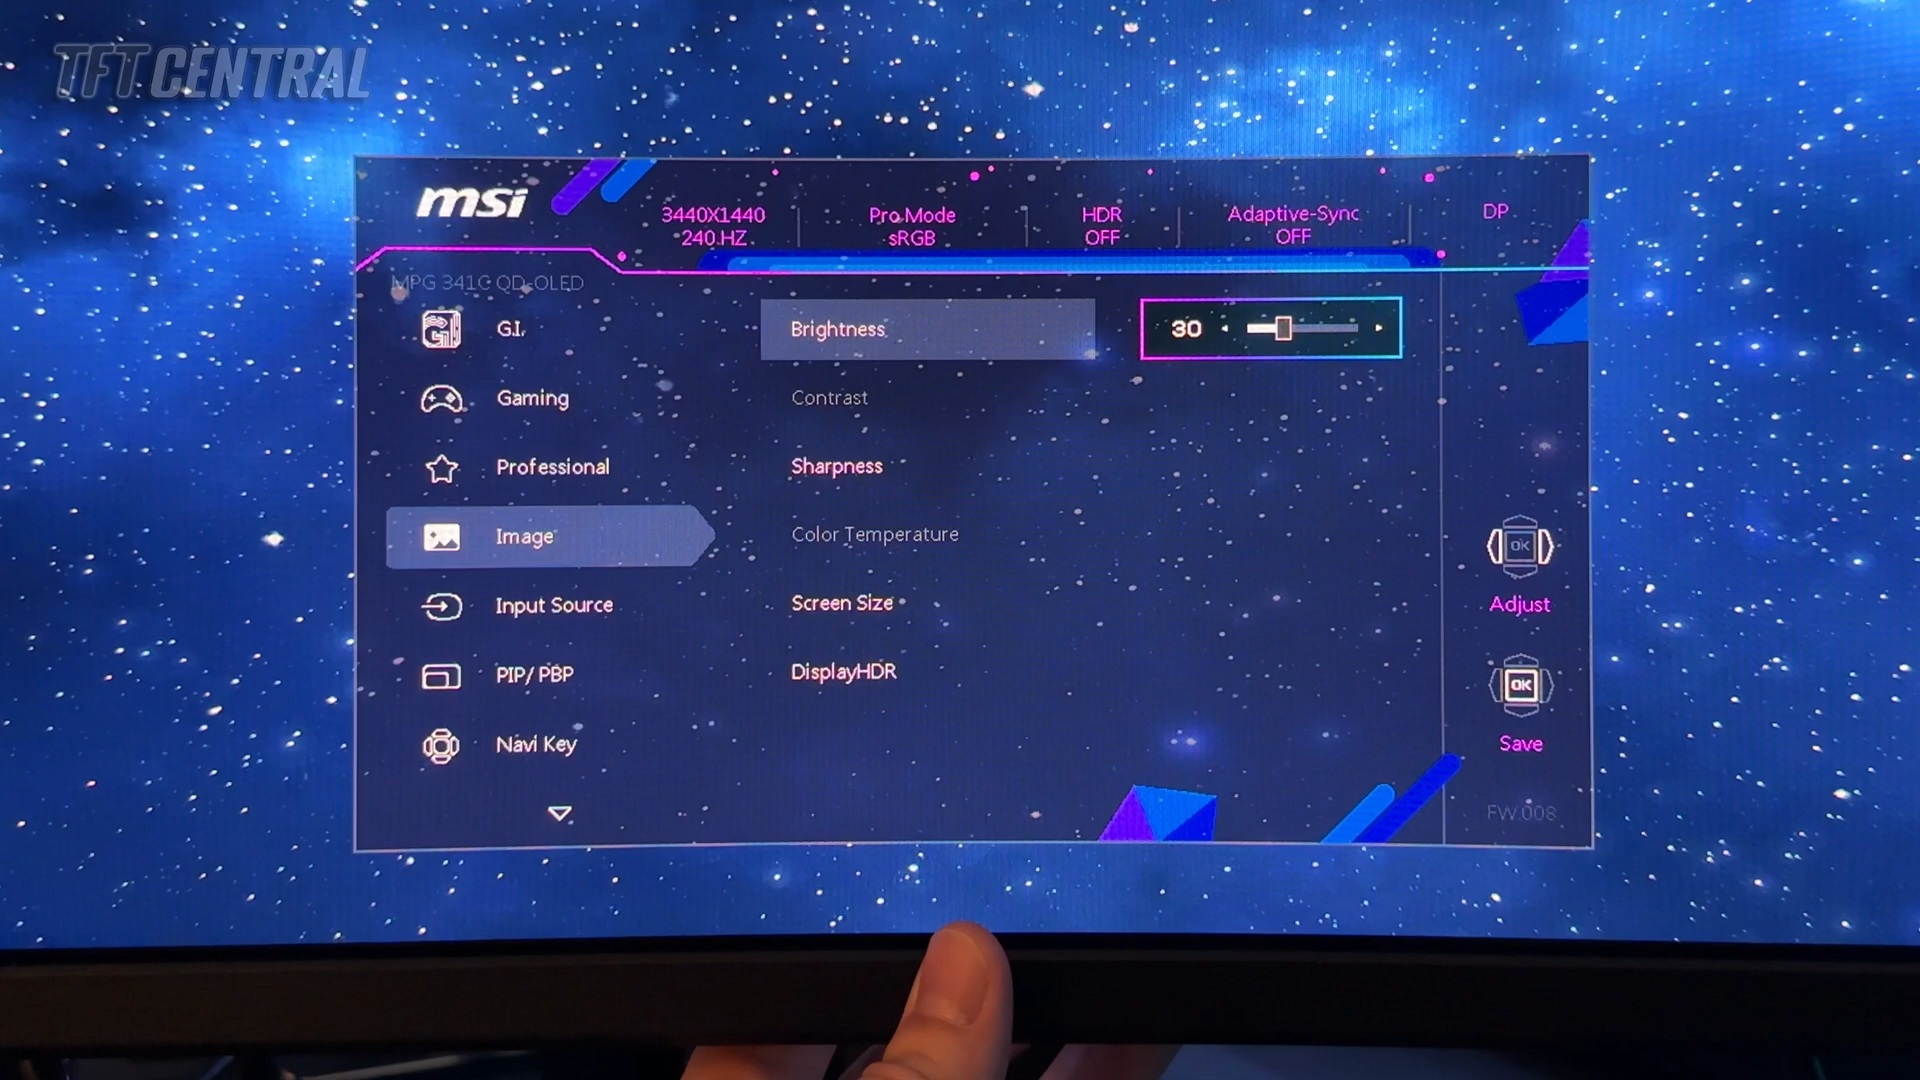 TFTCENTRAL
msi
3440X1440
240 HZ
Pro Mode
sRGB
HDR
OFF
Adaptive-Sync
OFF
DP
MPG 341C QD-OLED
G.I.
Gaming
Professional
Image
Input Source
PIP/ PBP
Navi Key
Brightness
Contrast
Sharpness
Color Temperature
Screen Size
DisplayHDR
30
OK
Adjust
OK
Save
FW.008